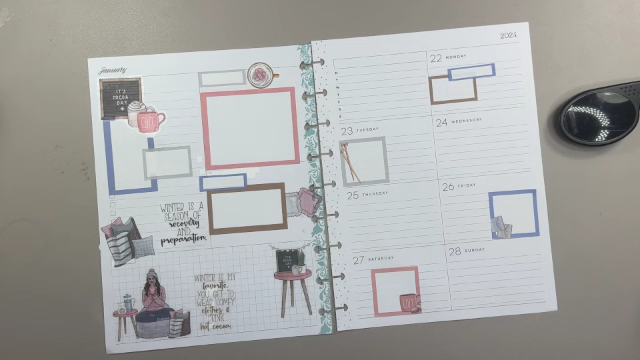 January
IT'S
COCOA
DAY
WINTER IS A
SEASON OF
recovery
AND
preparation.
WINTER IS MY
favorite.
YOU GET TO
WEAR COMFY
clothes &
DRINK
hot cocoa.
2024
22 MONDAY
23 TUESDAY
24 WEDNESDAY
25 THURSDAY
26 FRIDAY
27 SATURDAY
28 SUNDAY